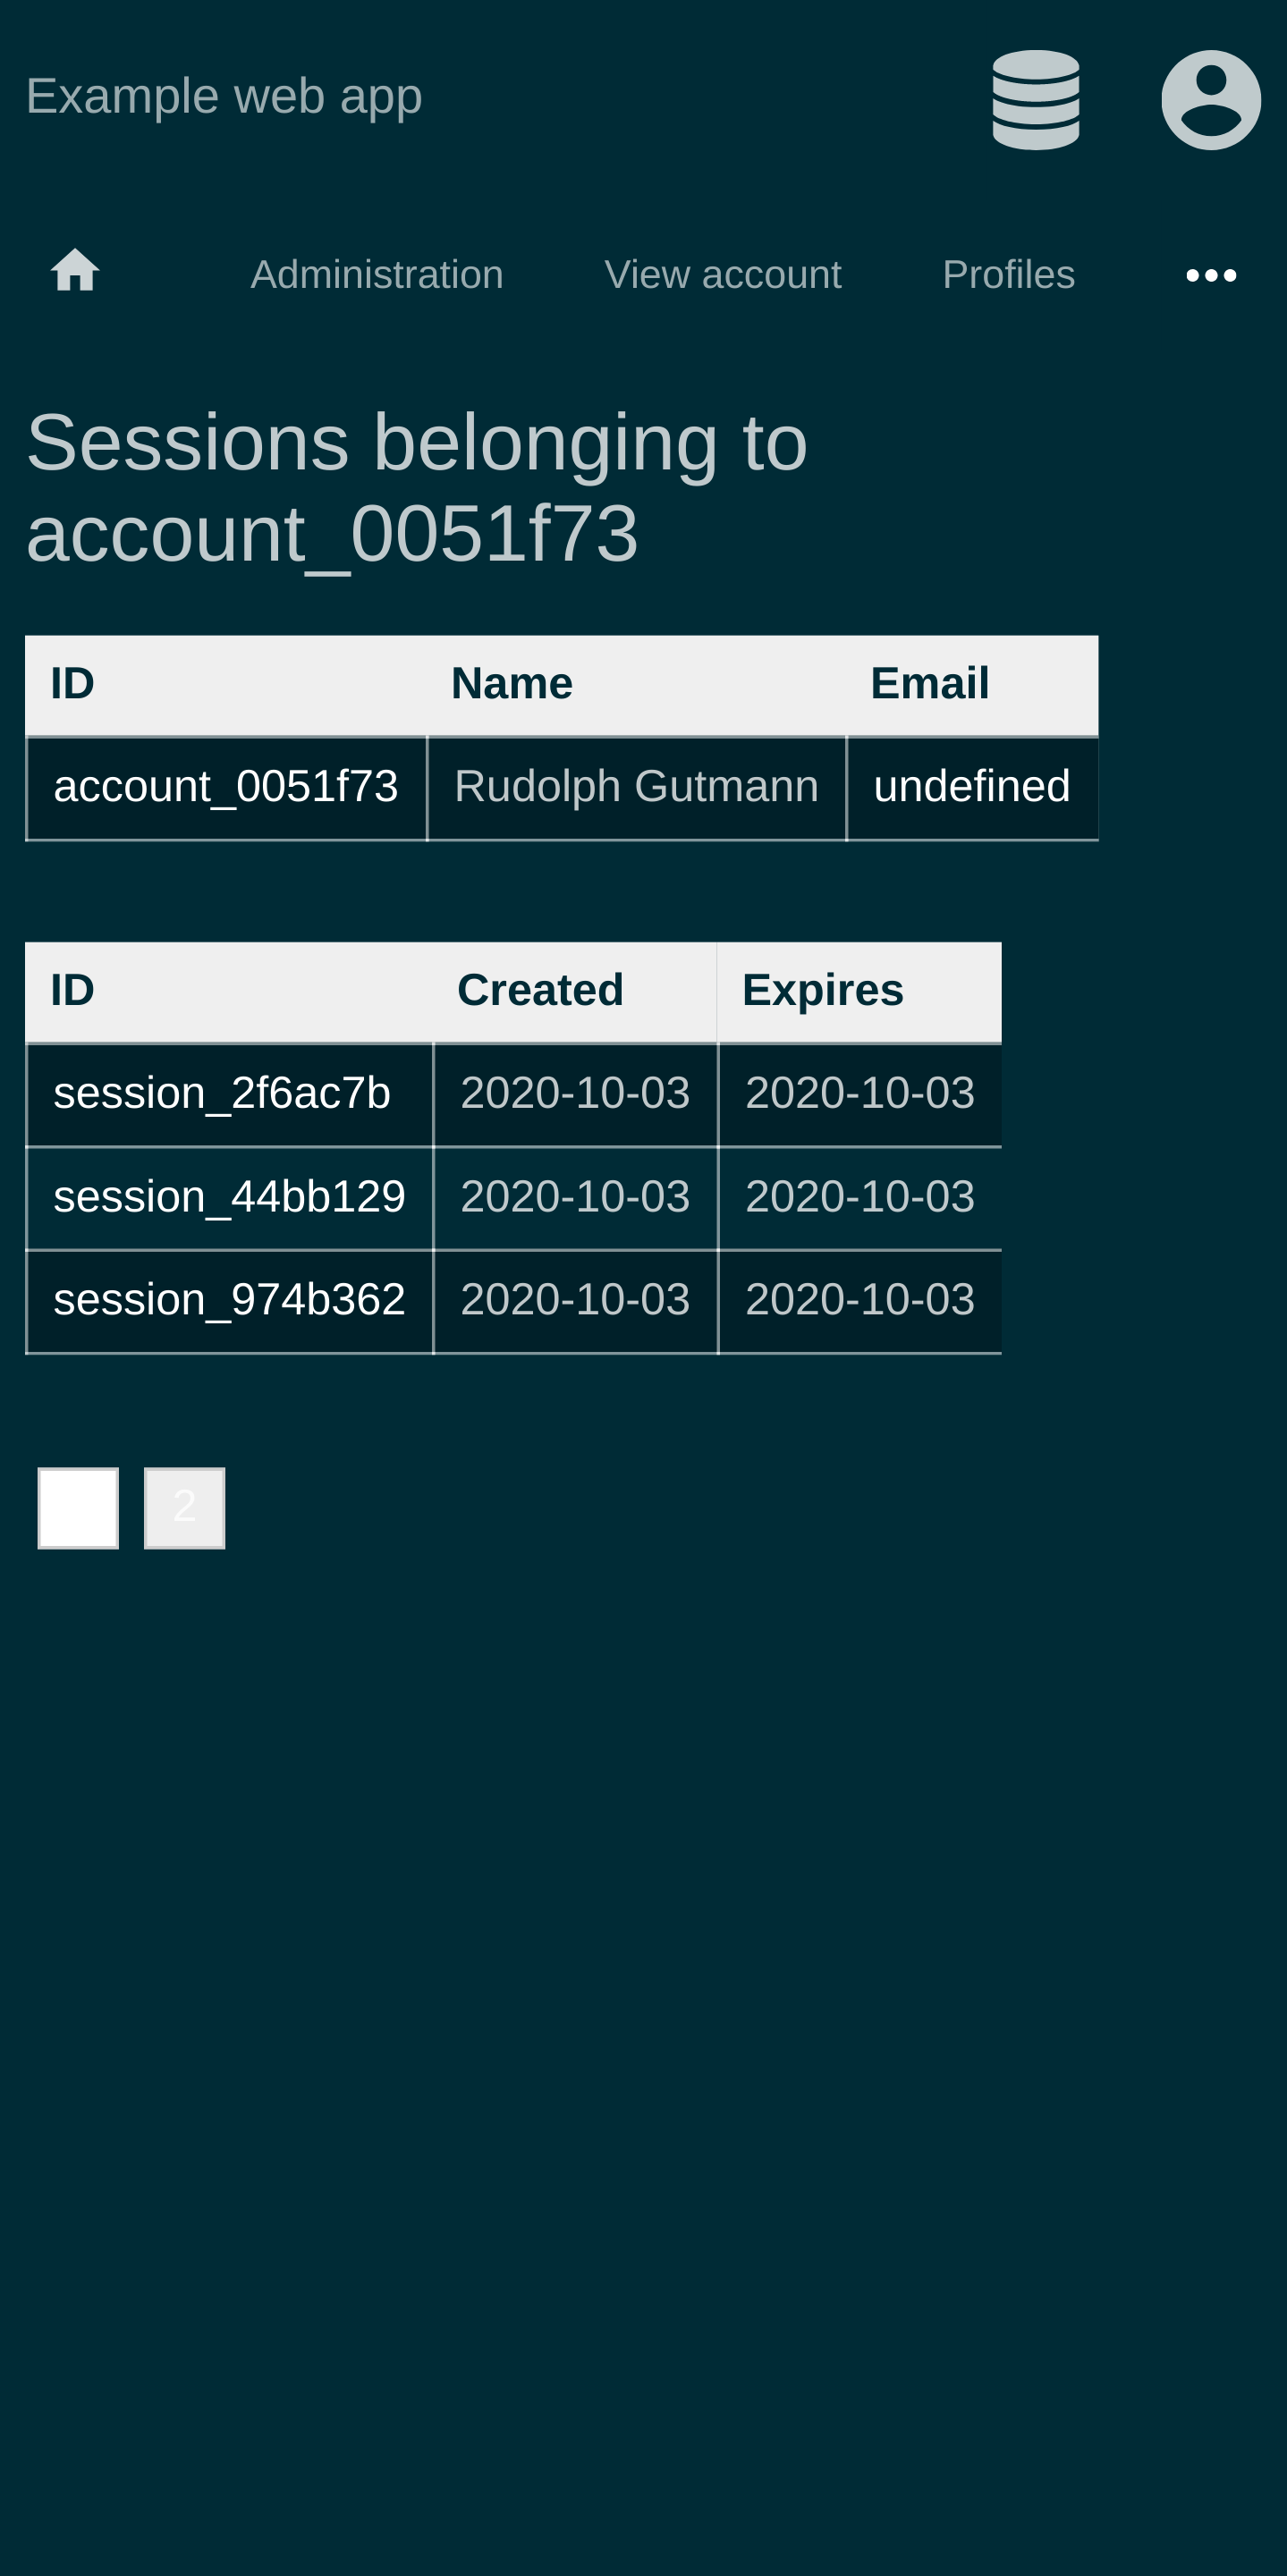 Example web app
Administration View account Profiles
Sessions belonging to
account_0051f73
ID Name Email
account_0051f73 Rudolph Gutmann undefined
ID Created Expires
session_2f6ac7b 2020-10-03 2020-10-03
session_44bb129 2020-10-03 2020-10-03
session_974b362 2020-10-03 2020-10-03
2